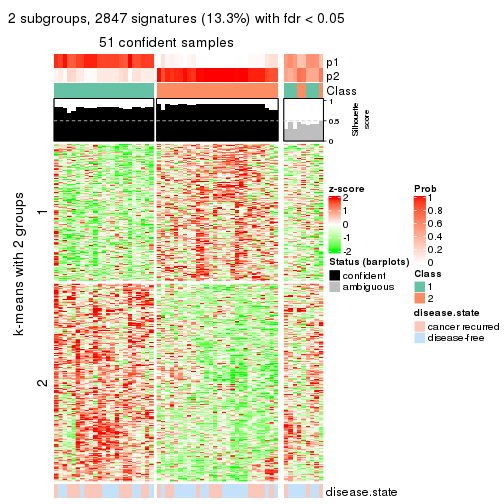 2 subgroups, 2847 signatures (13.3%) with fdr < 0.05
51 confident samples
p1
p2
Class
1
0.5
0
Silhouette
score
k-means with 2 groups
1
2
z-score
2
1
0
-1
-2
Status (barplots)
confident
ambiguous
Prob
1
0.8
0.6
0.4
0.2
0
Class
1
2
disease.state
cancer recurred
disease-free
disease.state